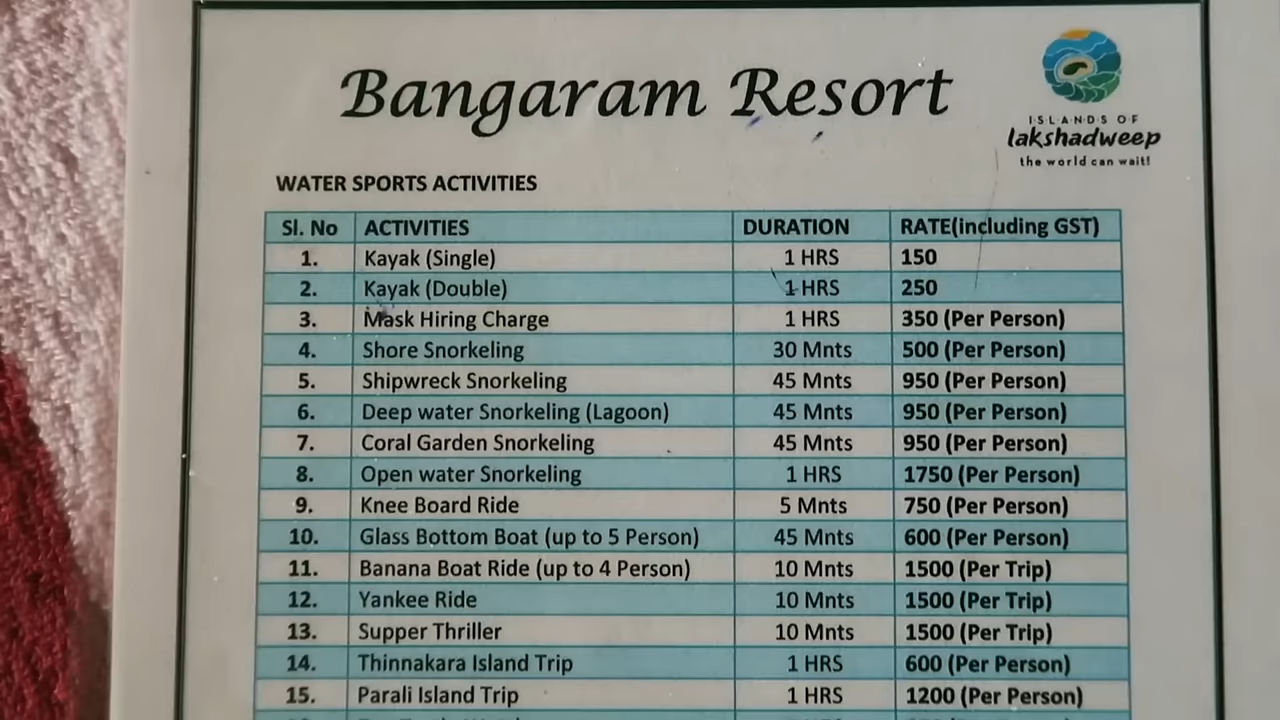 Bangaram Resort
ISLANDS OF
lakshadweep
the world can wait!
WATER SPORTS ACTIVITIES
Sl. No ACTIVITIES DURATION RATE(including GST)
1. Kayak (Single) 1 HRS 150
2. Kayak (Double) 1 HRS 250
3. Mask Hiring Charge 1 HRS 350 (Per Person)
4. Shore Snorkeling 30 Mnts 500 (Per Person)
5. Shipwreck Snorkeling 45 Mnts 950 (Per Person)
6. Deep water Snorkeling (Lagoon) 45 Mnts 950 (Per Person)
7. Coral Garden Snorkeling 45 Mnts 950 (Per Person)
8. Open water Snorkeling 1 HRS 1750 (Per Person)
9. Knee Board Ride 5 Mnts 750 (Per Person)
10. Glass Bottom Boat (up to 5 Person) 45 Mnts 600 (Per Person)
11. Banana Boat Ride (up to 4 Person) 10 Mnts 1500 (Per Trip)
12. Yankee Ride 10 Mnts 1500 (Per Trip)
13. Supper Thriller 10 Mnts 1500 (Per Trip)
14. Thinnakara Island Trip 1 HRS 600 (Per Person)
15. Parali Island Trip 1 HRS 1200 (Per Person)